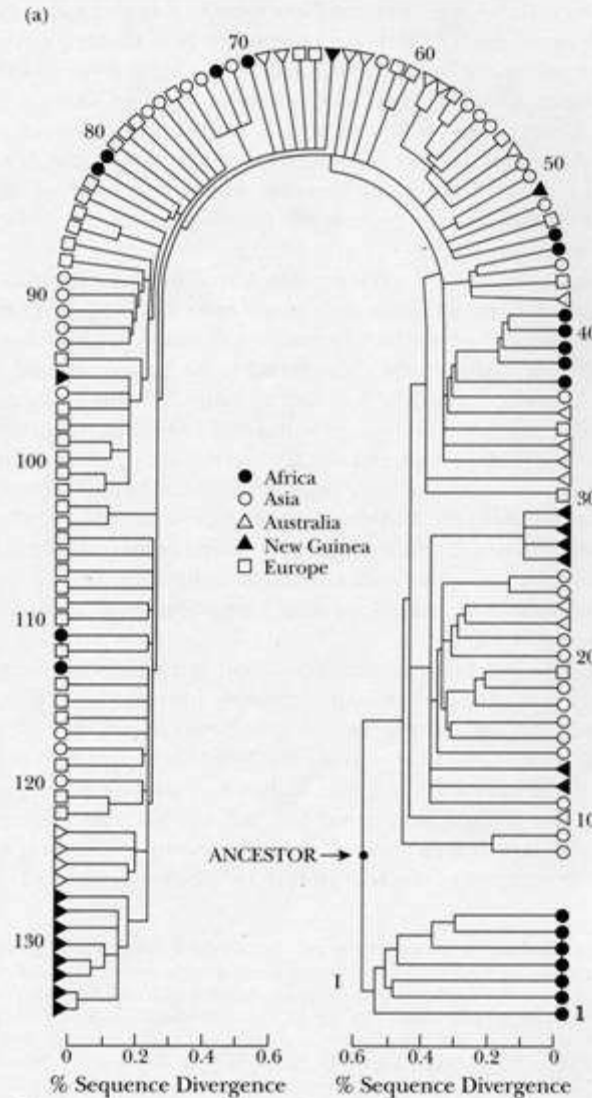 (a)
70
60
80
50
90
40
100
30
110
20
120
10
130
1
Africa
Asia
Australia
New Guinea
Europe
ANCESTOR
I
0 0.2 0.4 0.6
0.6 0.4 0.2 0
% Sequence Divergence
% Sequence Divergence